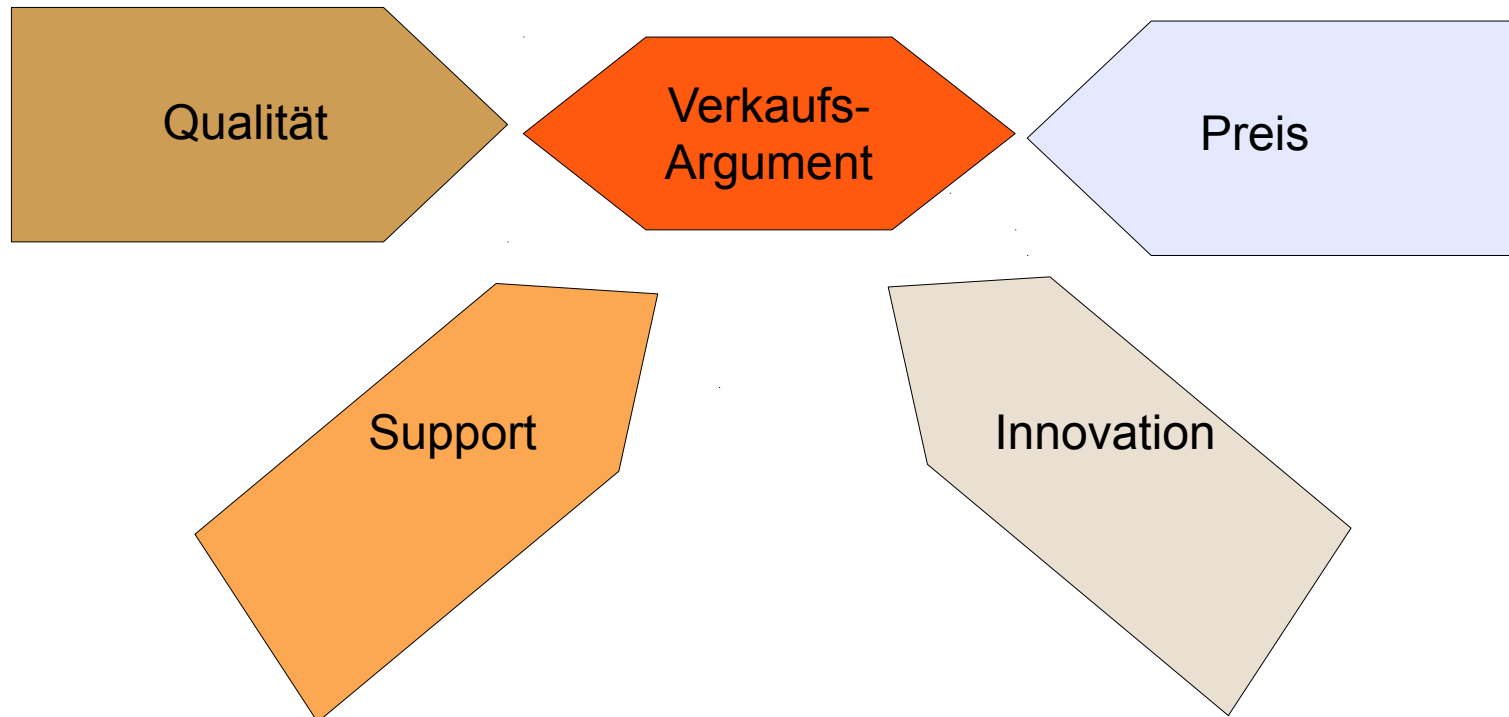 Qualität
Verkaufs-
Argument
Preis
Support
Innovation